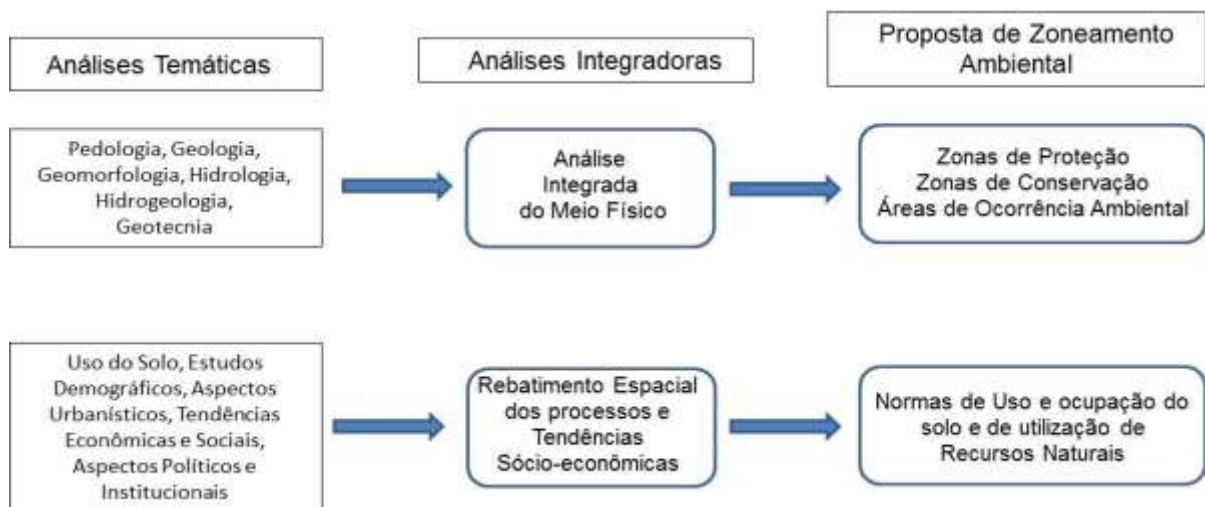 Análises Temáticas
Análises Integradoras
Proposta de Zoneamento
Ambiental
Pedologia, Geologia,
Geomorfologia, Hidrologia,
Hidrogeologia,
Geotecnia
Análise
Integrada
do Meio Físico
Zonas de Proteção
Zonas de Conservação
Áreas de Ocorrência Ambiental
Uso do Solo, Estudos
Demográficos, Aspectos
Urbanísticos, Tendências
Econômicas e Sociais,
Aspectos Políticos e
Institucionais
Rebatimento Espacial
dos processos e
Tendências
Sócio-econômicas
Normas de Uso e ocupação do
solo e de utilização de
Recursos Naturais